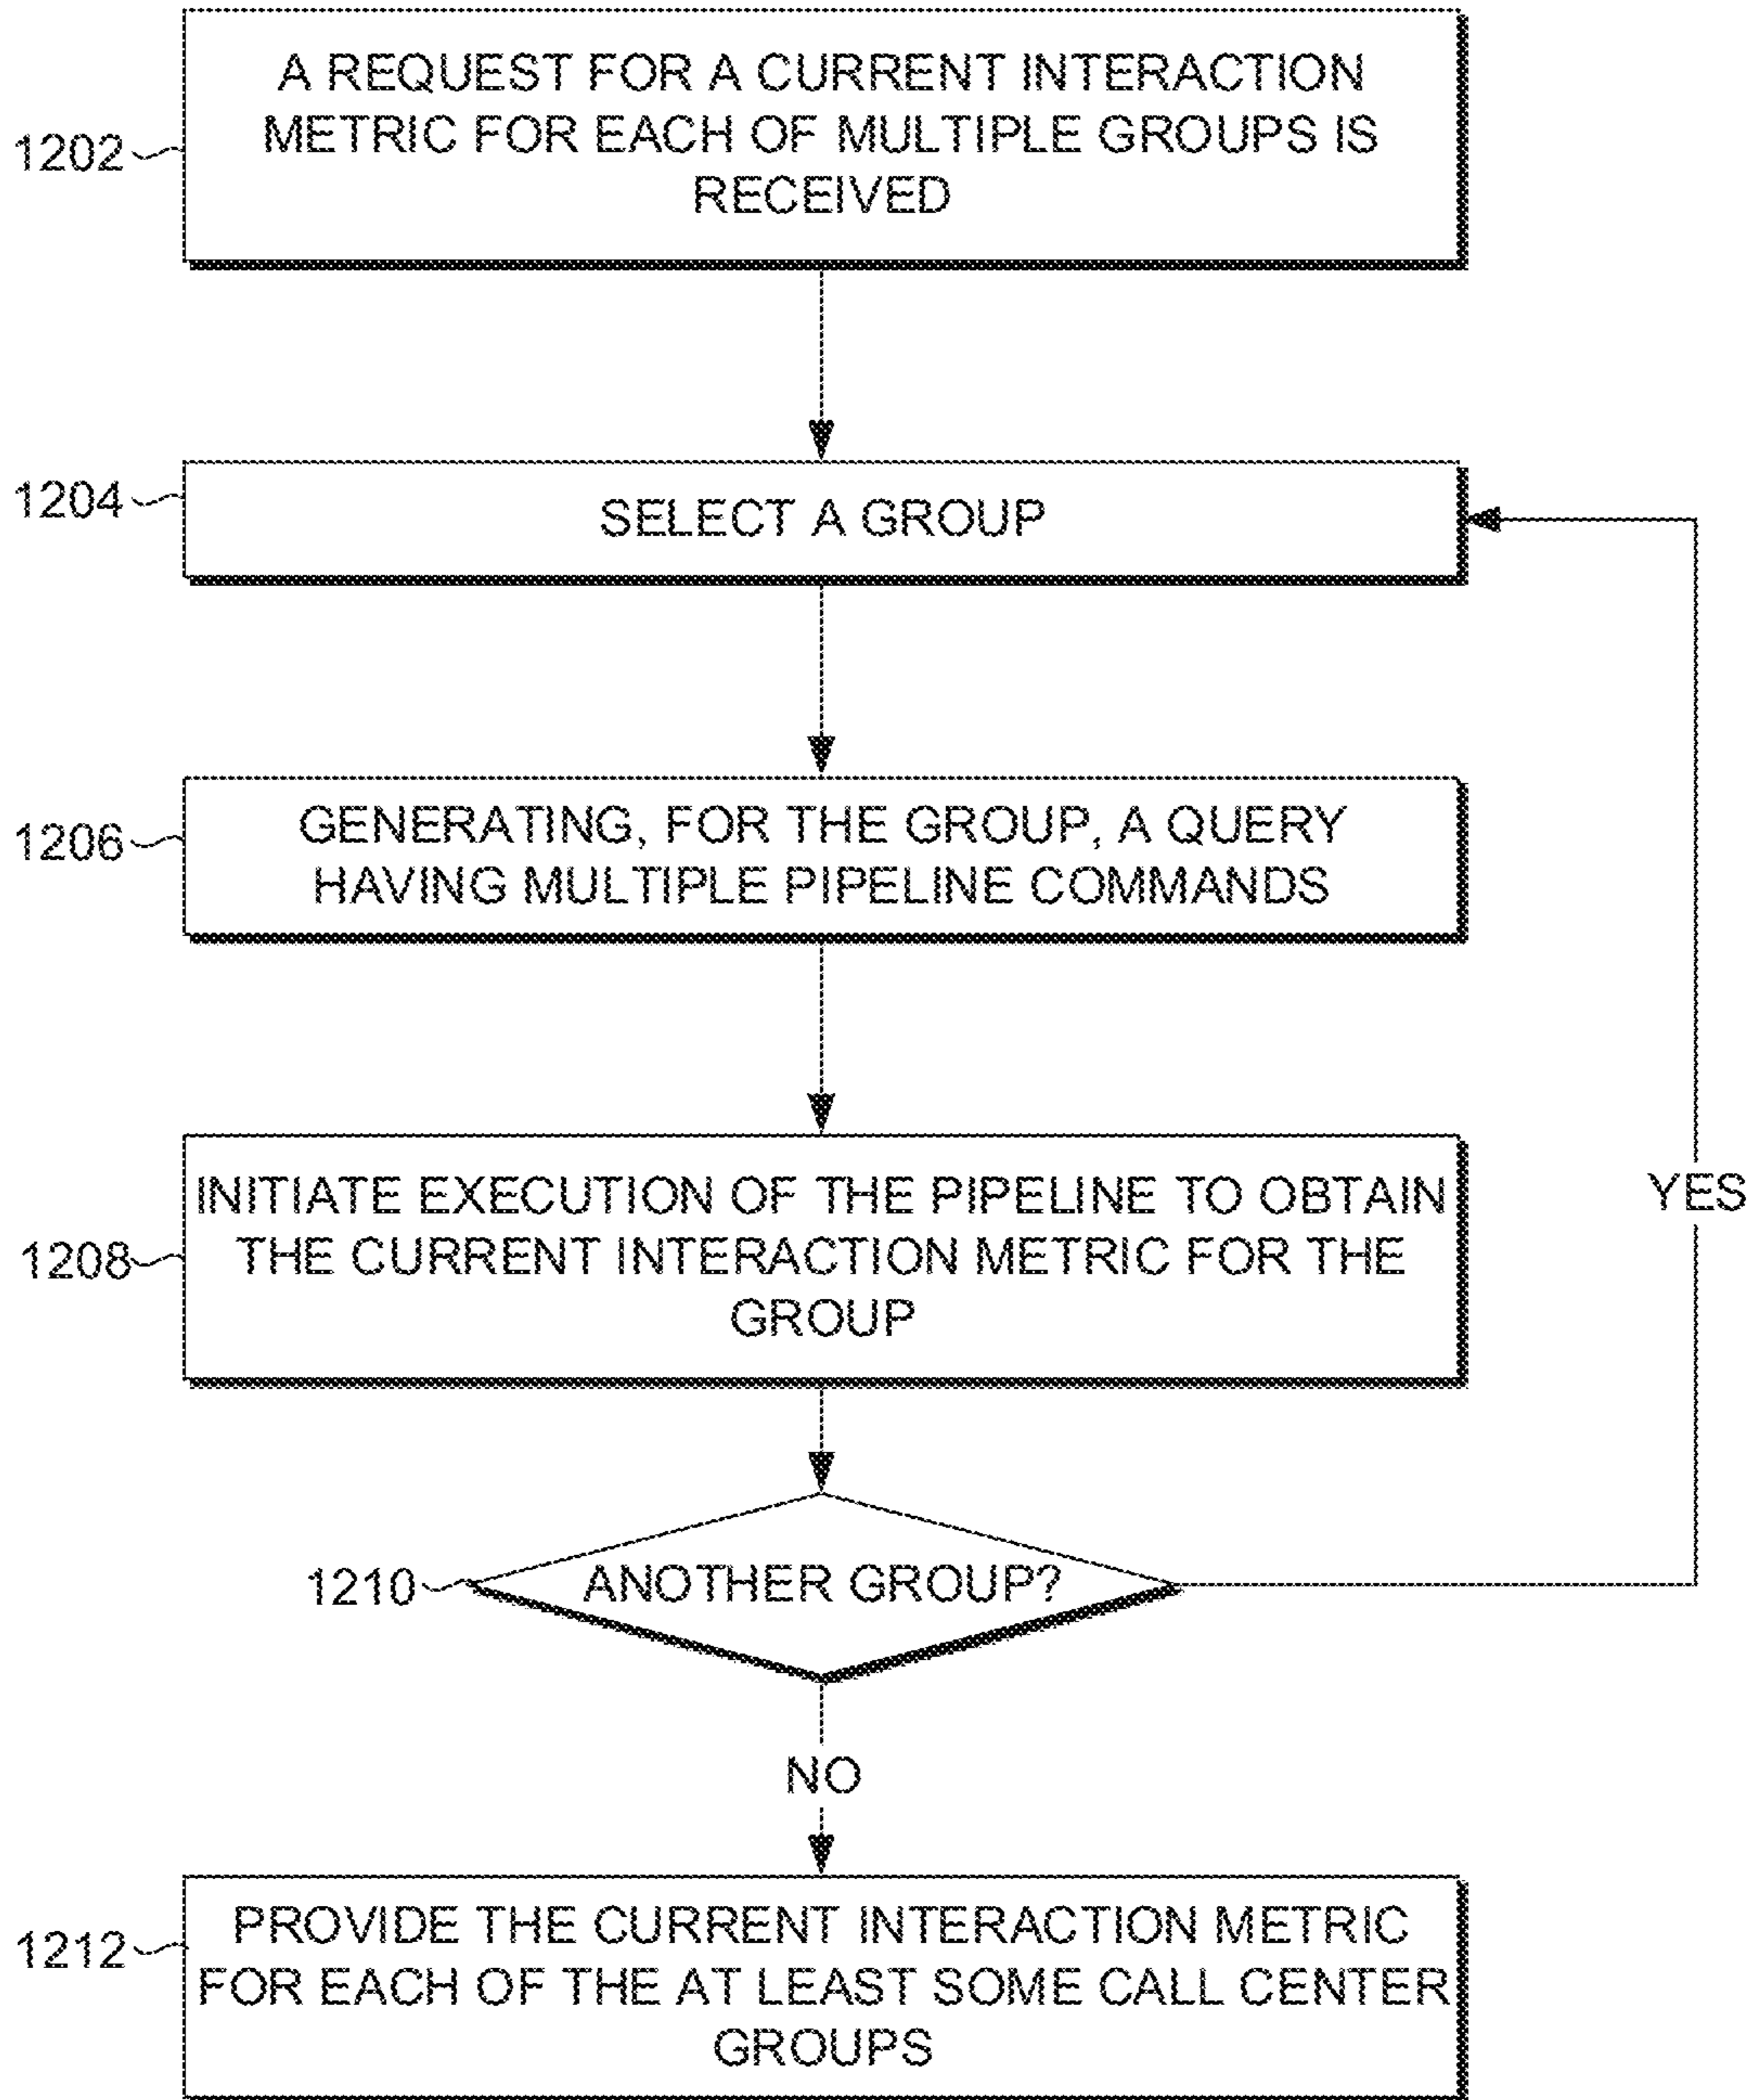 A REQUEST FOR A CURRENT INTERACTION
METRIC FOR EACH OF MULTIPLE GROUPS IS
RECEIVED
1202
1204
SELECT A GROUP
1206
GENERATING, FOR THE GROUP, A QUERY
HAVING MULTIPLE PIPELINE COMMANDS
INITIATE EXECUTION OF THE PIPELINE TO OBTAIN
THE CURRENT INTERACTION METRIC FOR THE
GROUP
1208
YES
1210
ANOTHER GROUP?
NO
PROVIDE THE CURRENT INTERACTION METRIC
FOR EACH OF THE AT LEAST SOME CALL CENTER
GROUPS
1212